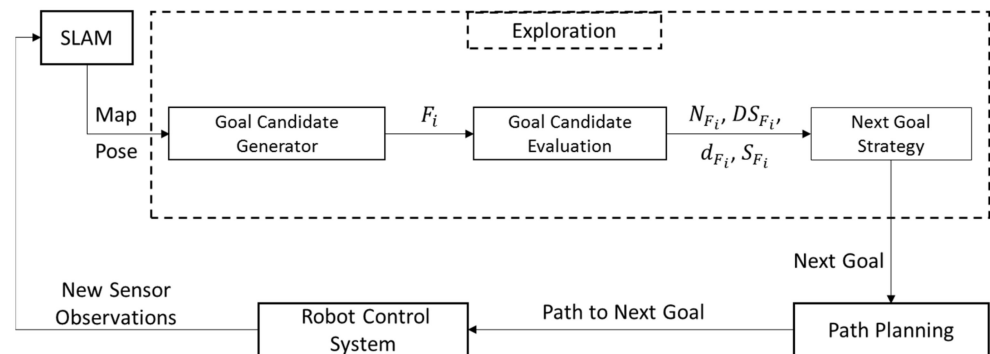 SLAM
Exploration
Map
Pose
Goal Candidate
Generator
F_i
Goal Candidate
Evaluation
N_{F_i}, DS_{F_i},
d_{F_i}, S_{F_i}
Next Goal
Strategy
Next Goal
Path Planning
Path to Next Goal
Robot Control
System
New Sensor
Observations